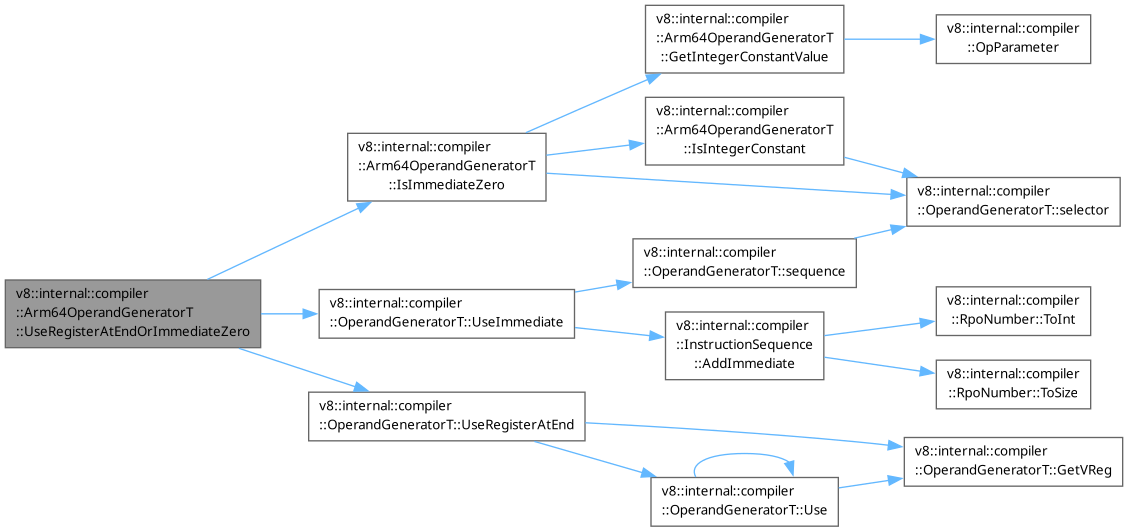 v8::internal::compiler
::Arm64OperandGeneratorT
::UseRegisterAtEndOrImmediateZero
v8::internal::compiler
::Arm64OperandGeneratorT
::IsImmediateZero
v8::internal::compiler
::OperandGeneratorT::UseImmediate
v8::internal::compiler
::OperandGeneratorT::UseRegisterAtEnd
v8::internal::compiler
::Arm64OperandGeneratorT
::GetIntegerConstantValue
v8::internal::compiler
::Arm64OperandGeneratorT
::IsIntegerConstant
v8::internal::compiler
::OperandGeneratorT::sequence
v8::internal::compiler
::InstructionSequence
::AddImmediate
v8::internal::compiler
::OperandGeneratorT::Use
v8::internal::compiler
::OpParameter
v8::internal::compiler
::OperandGeneratorT::selector
v8::internal::compiler
::RpoNumber::ToInt
v8::internal::compiler
::RpoNumber::ToSize
v8::internal::compiler
::OperandGeneratorT::GetVReg